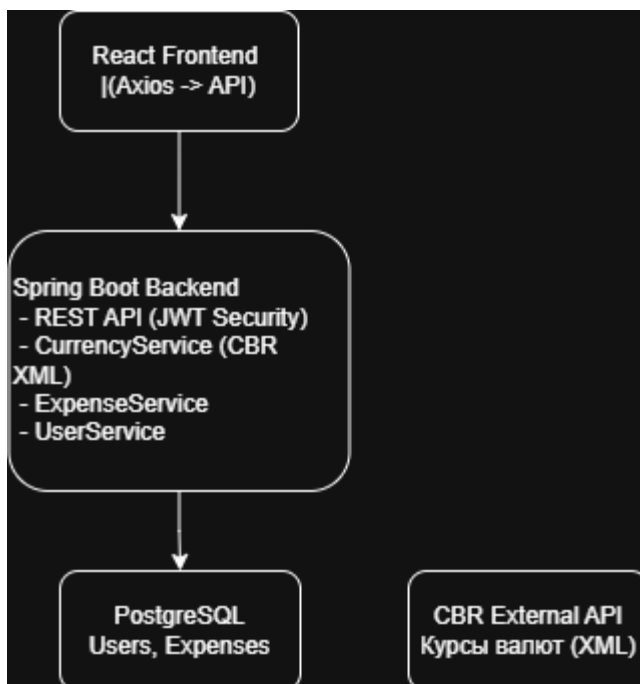 React Frontend
|(Axios -> API)
Spring Boot Backend
- REST API (JWT Security)
- CurrencyService (CBR
XML)
- ExpenseService
- UserService
PostgreSQL
Users, Expenses
CBR External API
Курсы валют (XML)